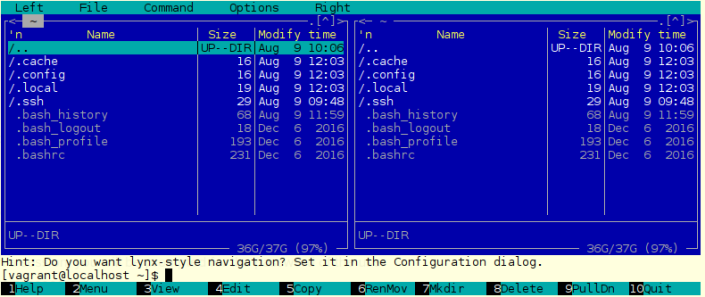 Left File Command Options Right
<- ~ .[^]> <- ~ .[^]>
'n Name Size Modify time 'n Name Size Modify time
/.. UP--DIR Aug 9 10:06 /.. UP--DIR Aug 9 10:06
/.cache 16 Aug 9 12:03 /.cache 16 Aug 9 12:03
/.config 16 Aug 9 12:03 /.config 16 Aug 9 12:03
/.local 19 Aug 9 12:03 /.local 19 Aug 9 12:03
/.ssh 29 Aug 9 09:48 /.ssh 29 Aug 9 09:48
.bash_history 68 Aug 9 11:59 .bash_history 68 Aug 9 11:59
.bash_logout 18 Dec 6 2016 .bash_logout 18 Dec 6 2016
.bash_profile 193 Dec 6 2016 .bash_profile 193 Dec 6 2016
.bashrc 231 Dec 6 2016 .bashrc 231 Dec 6 2016
UP--DIR UP--DIR
36G/37G (97%) 36G/37G (97%)
Hint: Do you want lynx-style navigation? Set it in the Configuration dialog.
[vagrant@localhost ~]$
1Help 2Menu 3View 4Edit 5Copy 6RenMov 7Mkdir 8Delete 9PullDn 10Quit